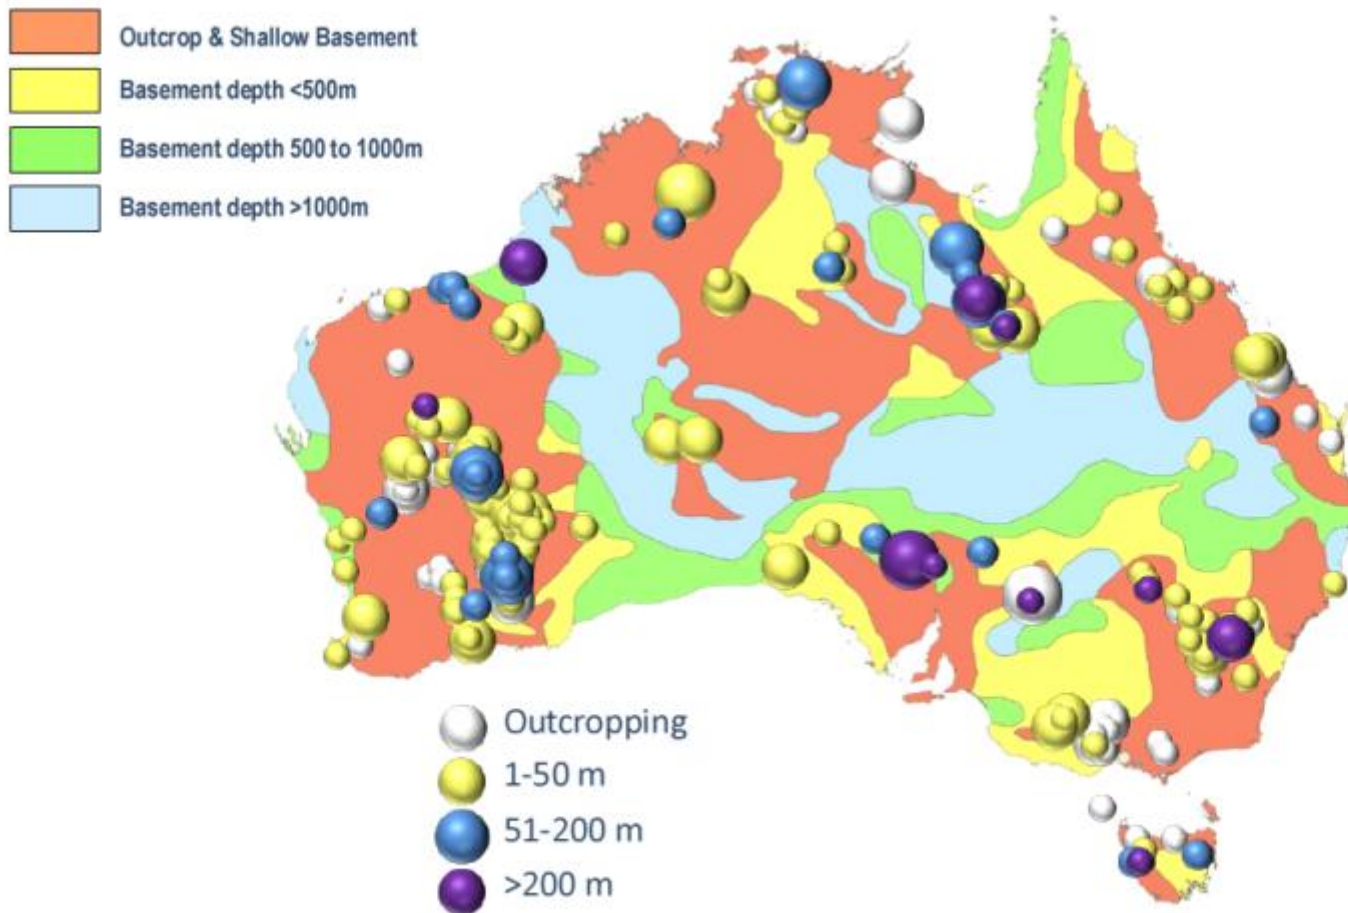 Outcrop & Shallow Basement
Basement depth <500m
Basement depth 500 to 1000m
Basement depth >1000m
Outcropping
1-50 m
51-200 m
>200 m